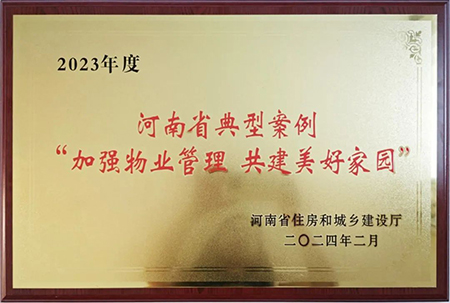 2023年度
河南省典型案例
“加强物业管理 共建美好家园”
河南省住房和城乡建设厅
二〇二四年二月